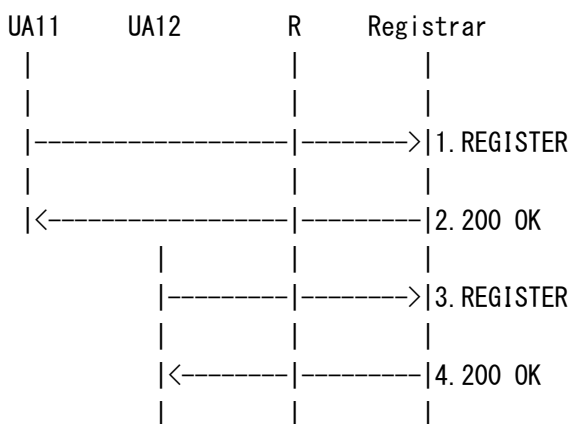 UA11 UA12 R Registrar
1.REGISTER
2.200 OK
3.REGISTER
4.200 OK